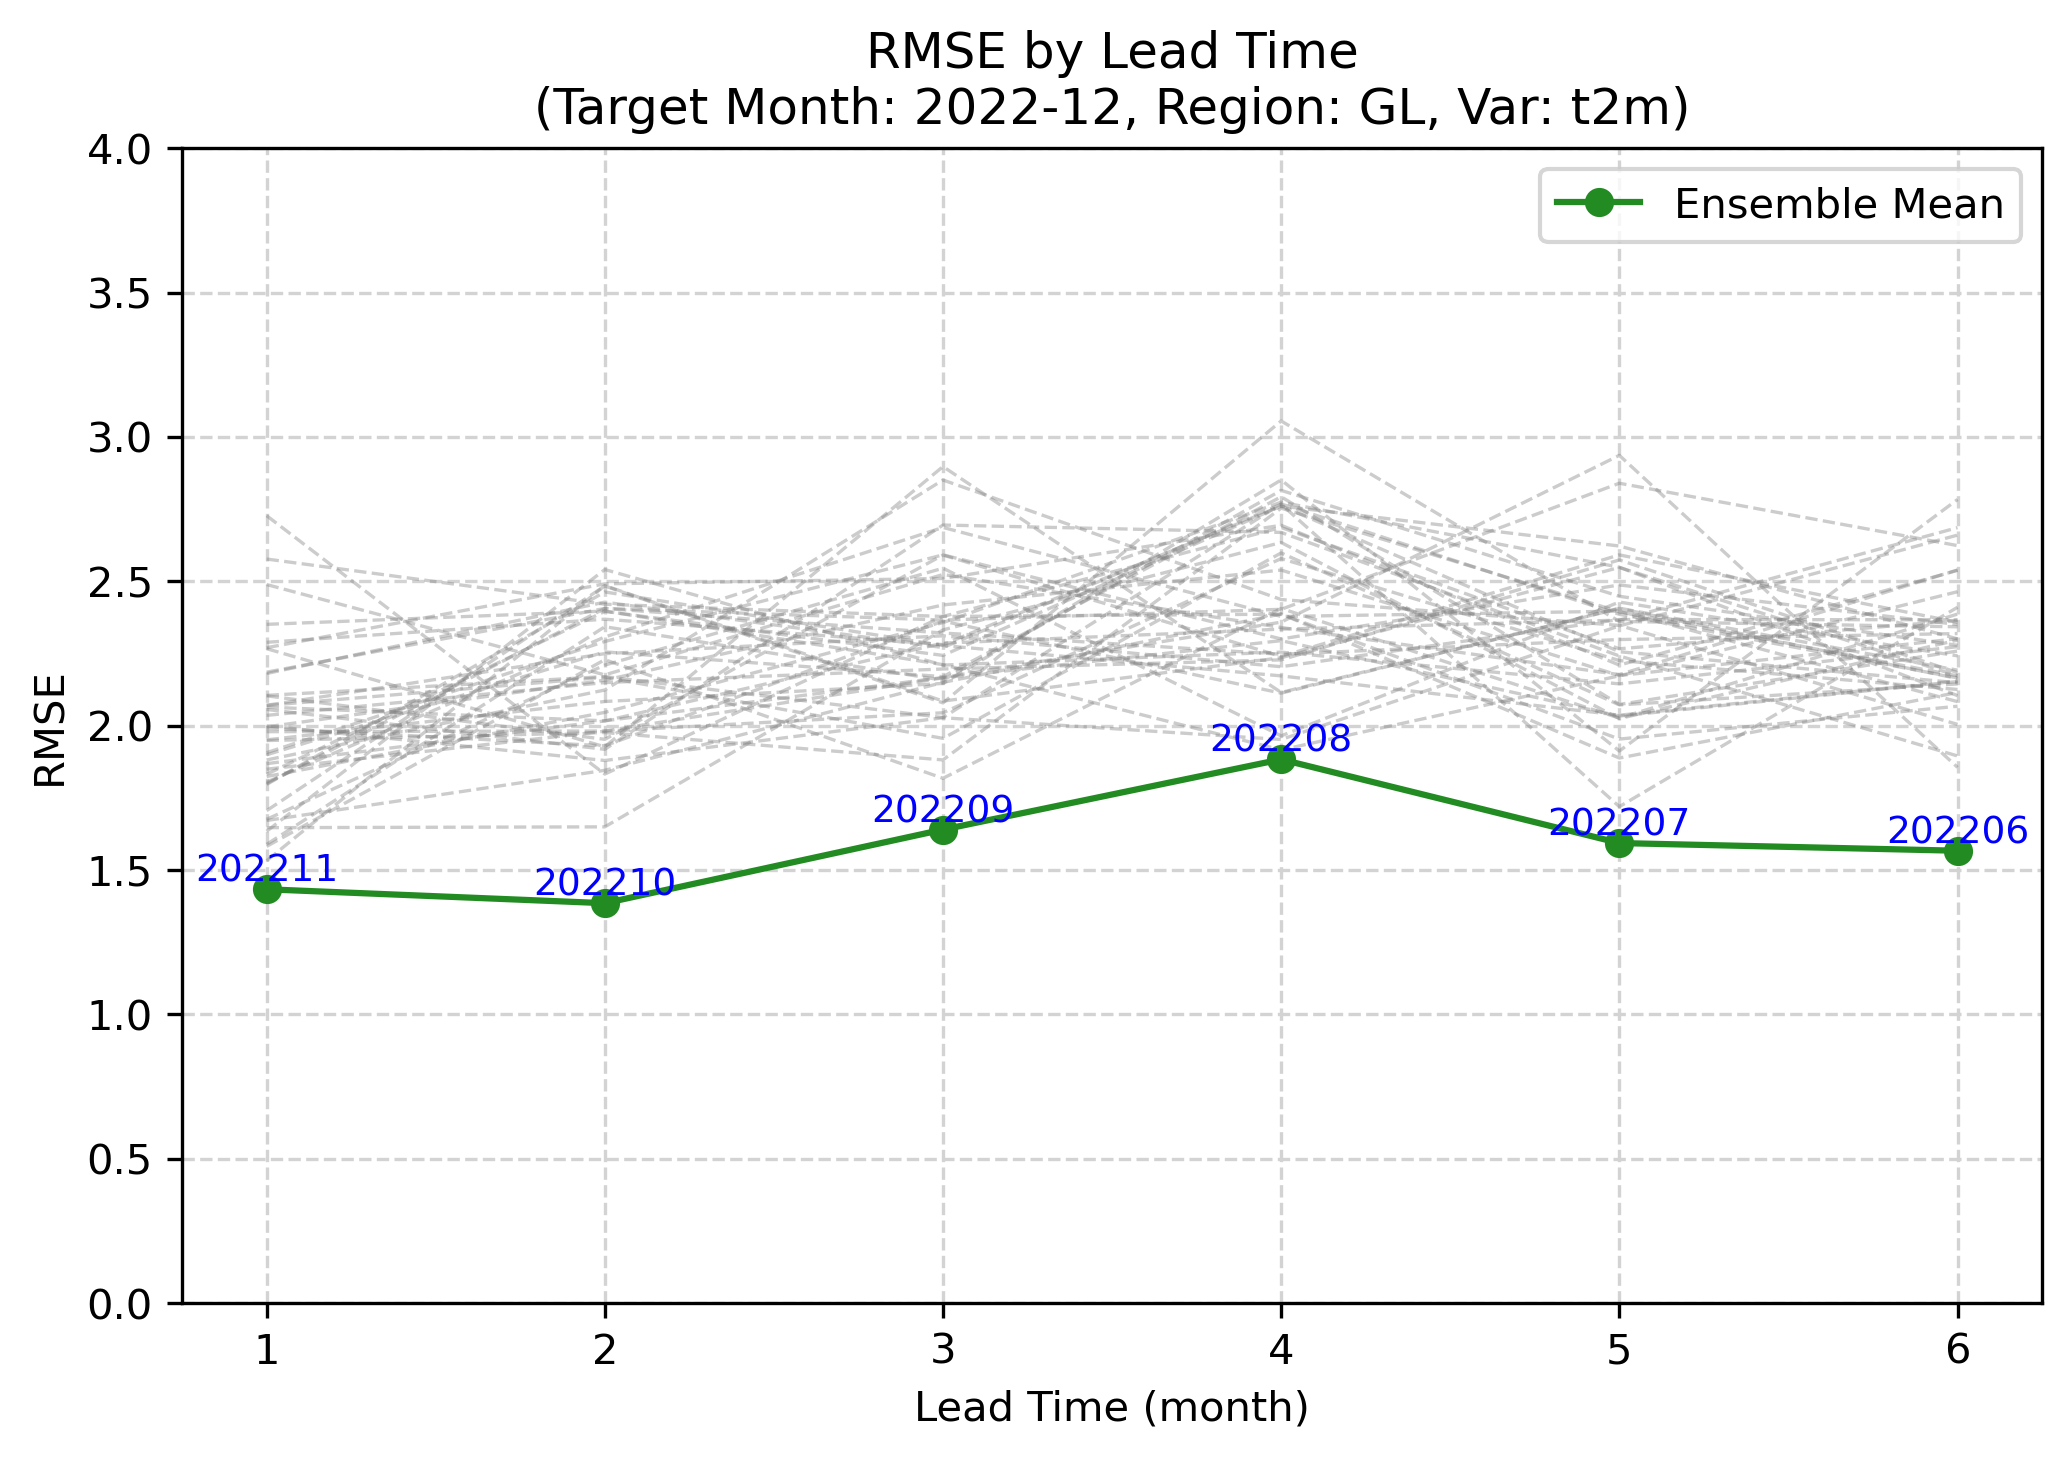 RMSE by Lead Time
(Target Month: 2022-12, Region: GL, Var: t2m)
Ensemble Mean
RMSE
4.0
3.5
3.0
2.5
2.0
1.5
1.0
0.5
0.0
202211
202210
202209
202208
202207
202206
1 2 3 4 5 6
Lead Time (month)